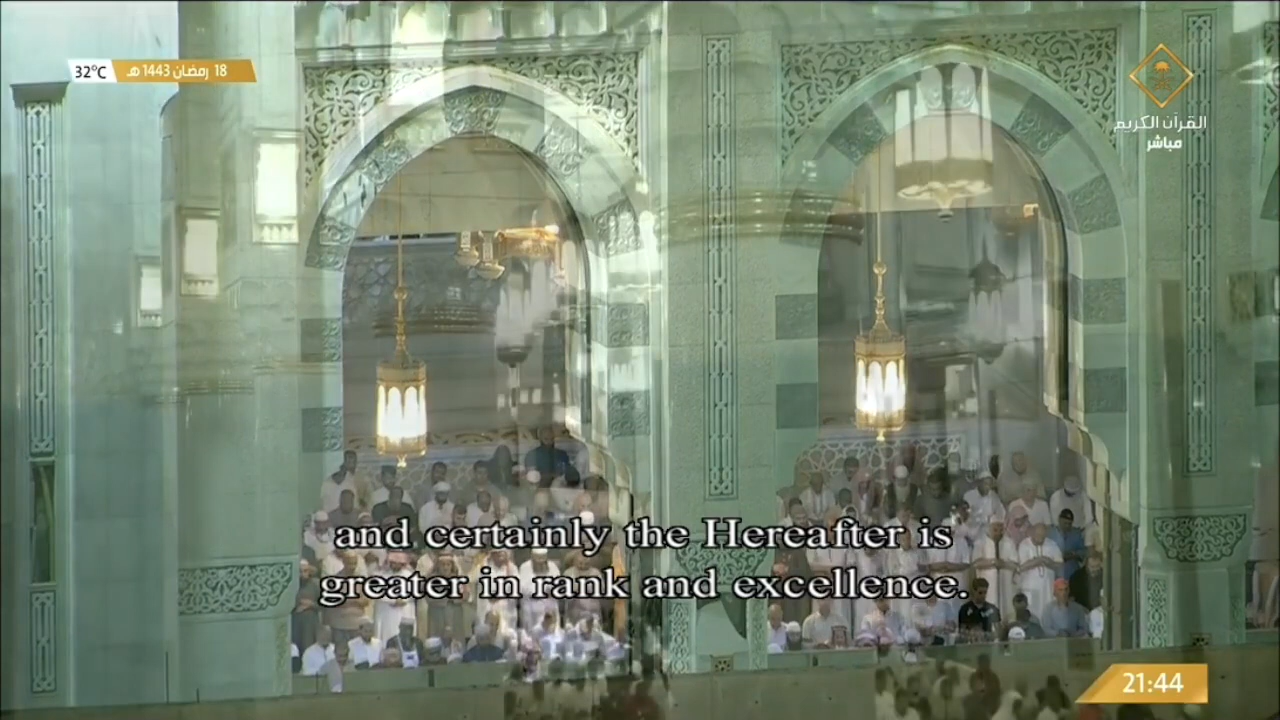 32°C
18 رمضان 1443 هـ
القرآن الكريم
مباشر
and certainly the Hereafter is
greater in rank and excellence.
21:44